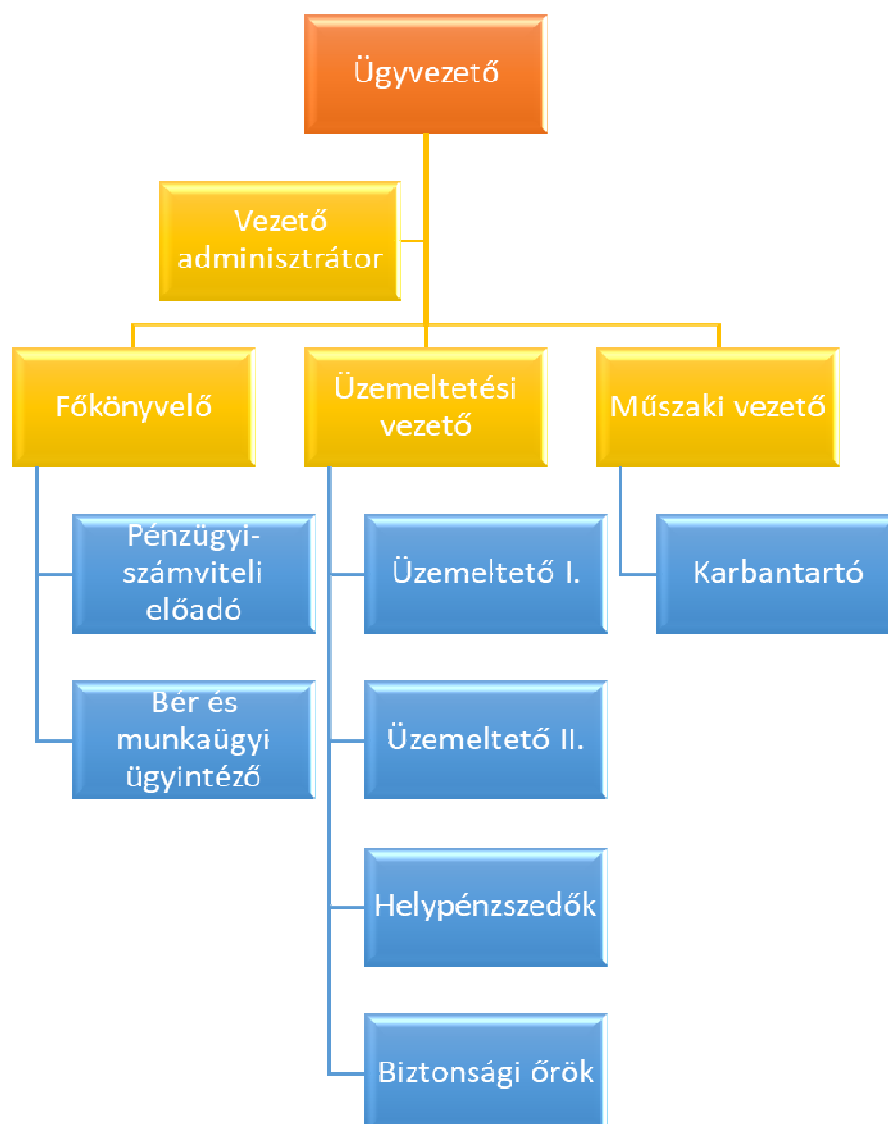 Ügyvezető
Vezető
adminisztrátor
Főkönyvelő
Üzemeltetési
vezető
Műszaki vezető
Pénzügyi-
számviteli
előadó
Üzemeltető I.
Karbantartó
Bér és
munkaügyi
ügyintéző
Üzemeltető II.
Helypénzszedők
Biztonsági őrök